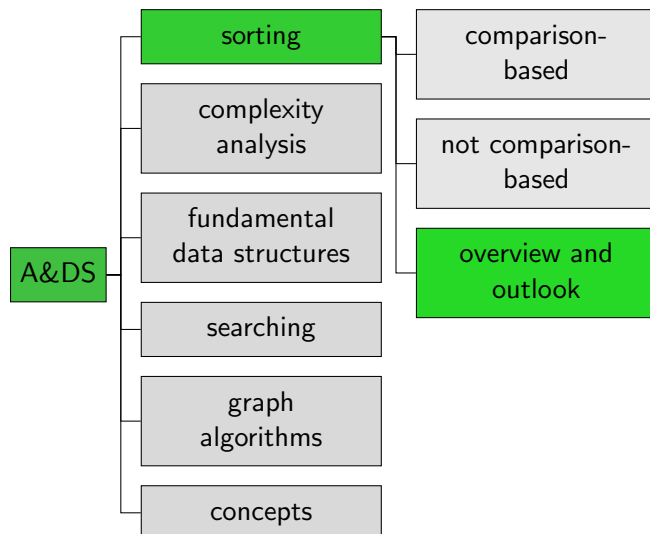 A&DS
sorting
complexity
analysis
fundamental
data structures
searching
graph
algorithms
concepts
comparison-
based
not comparison-
based
overview and
outlook